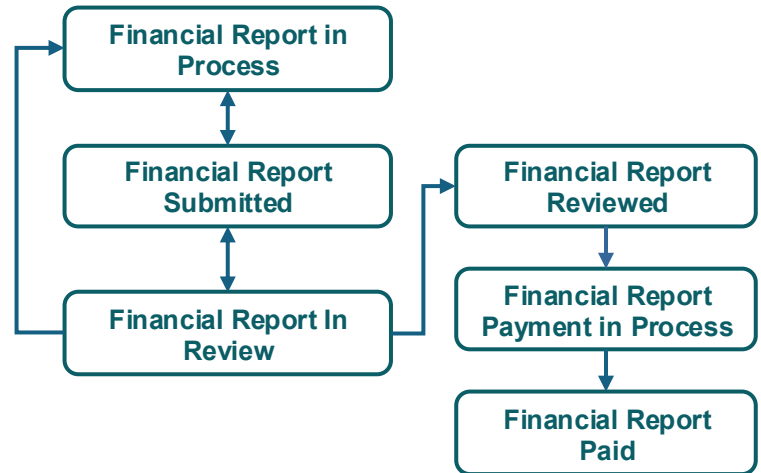 Financial Report in
Process
Financial Report
Submitted
Financial Report In
Review
Financial Report
Reviewed
Financial Report
Payment in Process
Financial Report
Paid